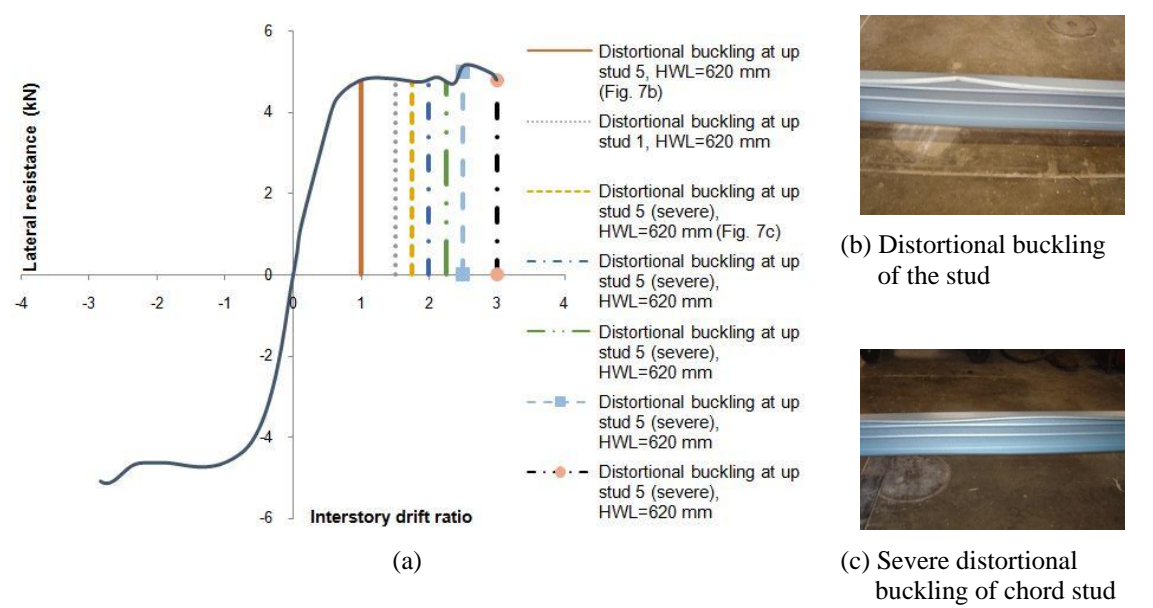 6
4
2
0
-2
-4
-6
-4
-3
-2
-1
0
1
2
3
4
Lateral resistance (kN)
Interstory drift ratio
(a)
Distortional buckling at up
stud 5, HWL=620 mm
(Fig. 7b)
Distortional buckling at up
stud 1, HWL=620 mm
Distortional buckling at up
stud 5 (severe),
HWL=620 mm (Fig. 7c)
Distortional buckling at up
stud 5 (severe),
HWL=620 mm
Distortional buckling at up
stud 5 (severe),
HWL=620 mm
Distortional buckling at up
stud 5 (severe),
HWL=620 mm
Distortional buckling at up
stud 5 (severe),
HWL=620 mm
(b) Distortional buckling
of the stud
(c) Severe distortional
buckling of chord stud